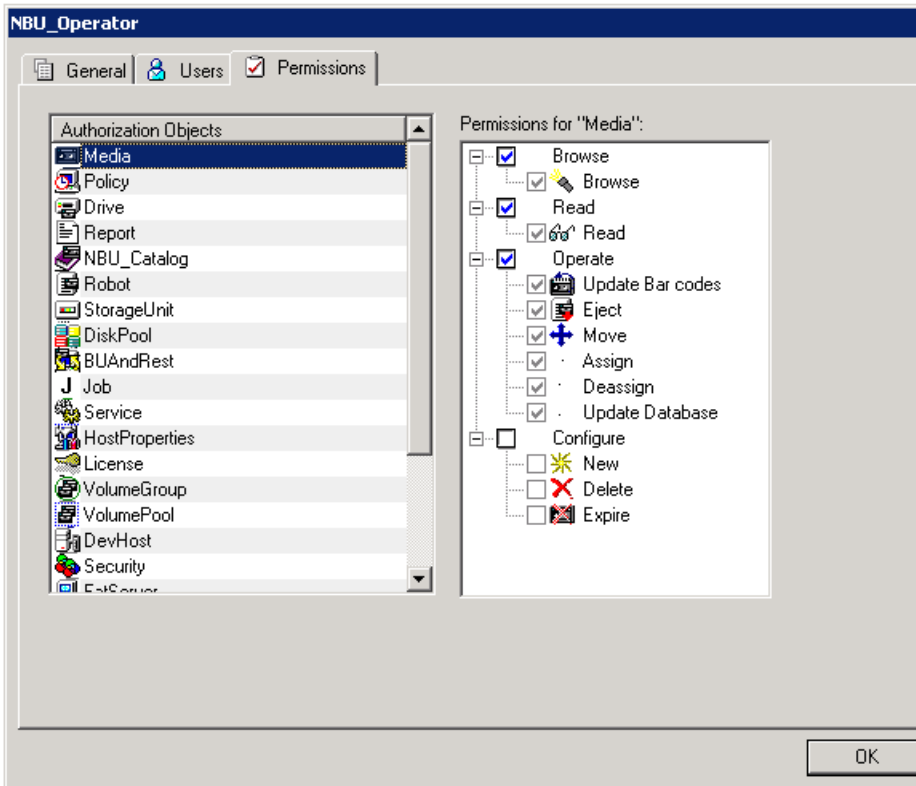 NBU_Operator
General Users Permissions
Authorization Objects
Media
Policy
Drive
Report
NBU_Catalog
Robot
StorageUnit
DiskPool
BUAndRest
J Job
Service
HostProperties
License
VolumeGroup
VolumePool
DevHost
Security
Permissions for "Media":
Browse
Browse
Read
Read
Operate
Update Bar codes
Eject
Move
Assign
Deassign
Update Database
Configure
New
Delete
Expire
OK